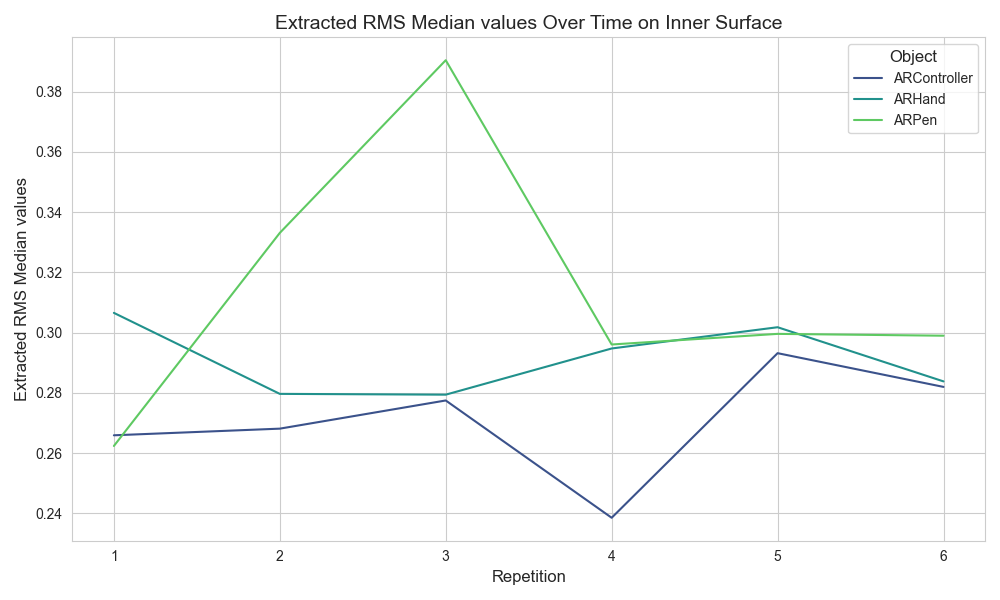 Extracted RMS Median values Over Time on Inner Surface
Object
ARController
ARHand
ARPen
Extracted RMS Median values
0.38
0.36
0.34
0.32
0.30
0.28
0.26
0.24
1 2 3 4 5 6
Repetition